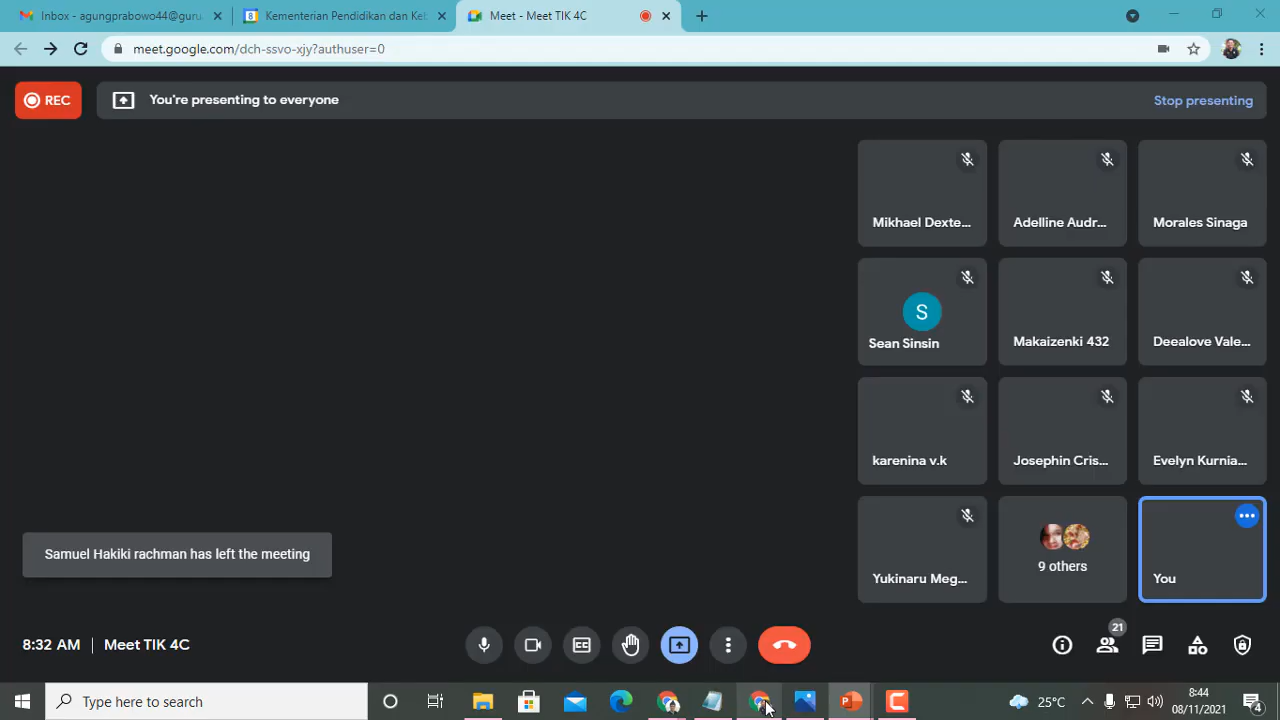 Inbox - agungprabowo44@guru.
Kementerian Pendidikan dan Keb
Meet - Meet TIK 4C
meet.google.com/dch-ssvo-xjy?authuser=0
REC
You're presenting to everyone
Stop presenting
Mikhael Dexte...
Adelline Audr...
Morales Sinaga
S
Sean Sinsin
Makaizenki 432
Deealove Vale...
karenina v.k
Josephin Cris...
Evelyn Kurnia...
Samuel Hakiki rachman has left the meeting
Yukinaru Meg...
9 others
You
8:32 AM | Meet TIK 4C
CC
21
Type here to search
25°C
8:44
08/11/2021
4